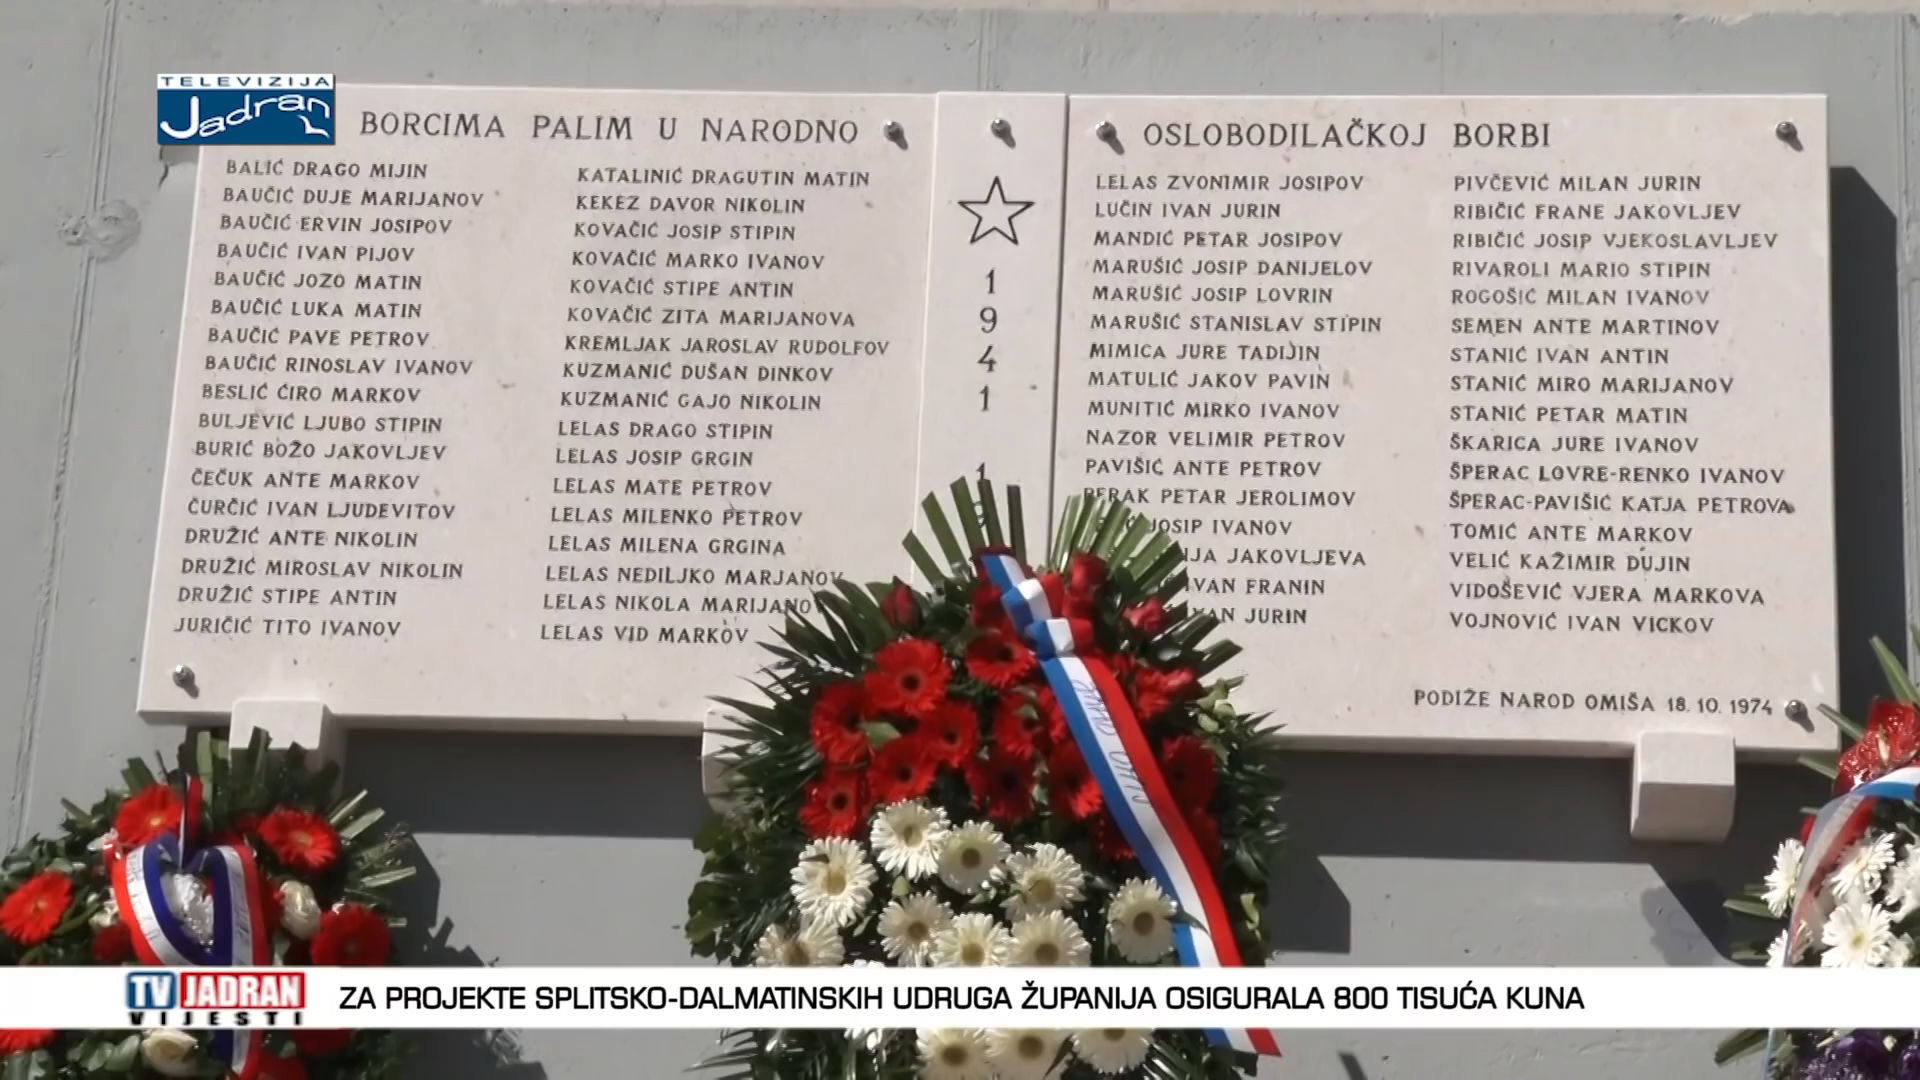 TELEVIZIJA
Jadran
BORCIMA PALIM U NARODNO
BALIĆ DRAGO MIJIN
BAUČIĆ DUJE MARIJANOV
BAUČIĆ ERVIN JOSIPOV
BAUČIĆ IVAN PIJOV
BAUČIĆ JOZO MATIN
BAUČIĆ LUKA MATIN
BAUČIĆ PAVE PETROV
BAUČIĆ RINOSLAV IVANOV
BESLIĆ ĆIRO MARKOV
BULJEVIĆ LJUBO STIPIN
BURIĆ BOŽO JAKOVLJEV
ČEČUK ANTE MARKOV
ČURČIĆ IVAN LJUDEVITOV
DRUŽIĆ ANTE NIKOLIN
DRUŽIĆ MIROSLAV NIKOLIN
DRUŽIĆ STIPE ANTIN
JURIČIĆ TITO IVANOV
KATALINIĆ DRAGUTIN MATIN
KEKEZ DAVOR NIKOLIN
KOVAČIĆ JOSIP STIPIN
KOVAČIĆ MARKO IVANOV
KOVAČIĆ STIPE ANTIN
KOVAČIĆ ZITA MARIJANOVA
KREMLJAK JAROSLAV RUDOLFOV
KUZMANIĆ DUŠAN DINKOV
KUZMANIĆ GAJO NIKOLIN
LELAS DRAGO STIPIN
LELAS JOSIP GRGIN
LELAS MATE PETROV
LELAS MILENKO PETROV
LELAS MILENA GRGINA
LELAS NEDILJKO MARJANOV
LELAS NIKOLA MARIJANOV
LELAS VID MARKOV
1
9
4
1
1
9
OSLOBODILAČKOJ BORBI
LELAS ZVONIMIR JOSIPOV
LUČIN IVAN JURIN
MANDIĆ PETAR JOSIPOV
MARUŠIĆ JOSIP DANIJELOV
MARUŠIĆ JOSIP LOVRIN
MARUŠIĆ STANISLAV STIPIN
MIMICA JURE TADIJIN
MATULIĆ JAKOV PAVIN
MUNITIĆ MIRKO IVANOV
NAZOR VELIMIR PETROV
PAVIŠIĆ ANTE PETROV
PERAK PETAR JEROLIMOV
JOSIP IVANOV
JAKOVLJEVA
IVAN FRANIN
IVAN JURIN
PIVČEVIĆ MILAN JURIN
RIBIČIĆ FRANE JAKOVLJEV
RIBIČIĆ JOSIP VJEKOSLAVLJEV
RIVAROLI MARIO STIPIN
ROGOŠIĆ MILAN IVANOV
SEMEN ANTE MARTINOV
STANIĆ IVAN ANTIN
STANIĆ MIRO MARIJANOV
STANIĆ PETAR MATIN
ŠKARICA JURE IVANOV
ŠPERAC LOVRE-RENKO IVANOV
ŠPERAC-PAVIŠIĆ KATJA PETROVA
TOMIĆ ANTE MARKOV
VELIĆ KAŽIMIR DUJIN
VIDOŠEVIĆ VJERA MARKOVA
VOJNOVIĆ IVAN VICKOV
PODIŽE NAROD OMIŠA 18.10.1974
TV JADRAN
VIJESTI
ZA PROJEKTE SPLITSKO-DALMATINSKIH UDRUGA ŽUPANIJA OSIGURALA 800 TISUĆA KUNA